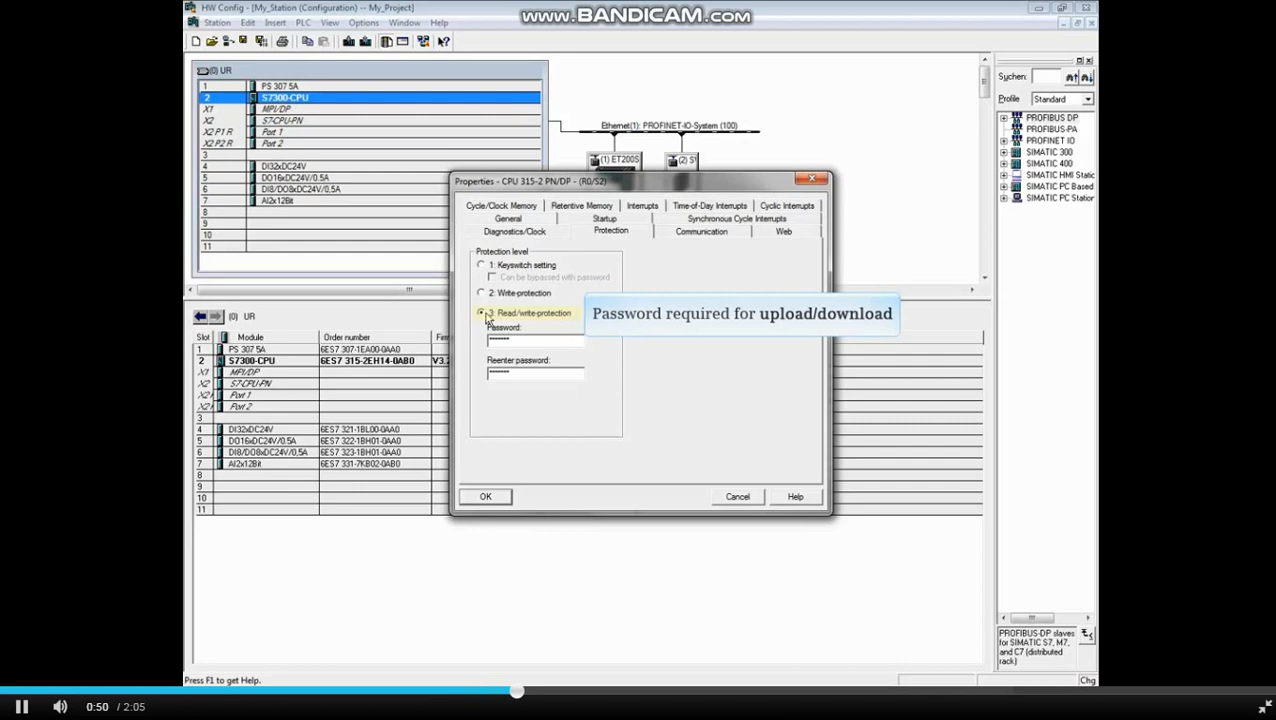 HW Config - [My_Station (Configuration) -- My_Project]
www.BANDICAM.com
Station Edit Insert PLC View Options Window Help
(0) UR
1 PS 307 5A
2 S7300-CPU
X1 MPI/DP
X2 S7-CPU-PN
X2 P1 R Port 1
X2 P2 R Port 2
3
4 DI32xDC24V
5 DO16xDC24V/0.5A
6 DI8/DO8xDC24V/0,5A
7 AI2x12Bit
8
9
10
11
Ethernet(1): PROFINET-IO-System (100)
(1) ET200S
Suchen:
Profile Standard
PROFIBUS DP
PROFIBUS-PA
PROFINET IO
SIMATIC 300
SIMATIC 400
SIMATIC HMI Static
SIMATIC PC Based
SIMATIC PC Station
Properties - CPU 315-2 PN/DP - (R0/S2)
Cycle/Clock Memory Retentive Memory Interrupts Time-of-Day Interrupts Cyclic Interrupts
General Startup Synchronous Cycle Interrupts
Diagnostics/Clock Protection Communication Web
Protection level
1: Keyswitch setting
Can be bypassed with password
2: Write-protection
3: Read/write-protection
Password required for upload/download
Password:
*******
Reenter password:
*******
OK Cancel Help
(0) UR
Slot Module Order number
1 PS 307 5A 6ES7 307-1EA00-0AA0
2 S7300-CPU 6ES7 315-2EH14-0AB0
X1 MPI/DP
X2 S7-CPU-PN
Port 1
Port 2
3
4 DI32xDC24V 6ES7 321-1BL00-0AA0
5 DO16xDC24V/0.5A 6ES7 322-1BH01-0AA0
6 DI8/DO8xDC24V/0,5A 6ES7 323-1BH01-0AA0
7 AI2x12Bit 6ES7 331-7KB02-0AB0
8
9
10
11
PROFIBUS-DP slaves
for SIMATIC S7, M7,
and C7 (distributed
rack)
Press F1 to get Help.
Chg
0:50 / 2:05